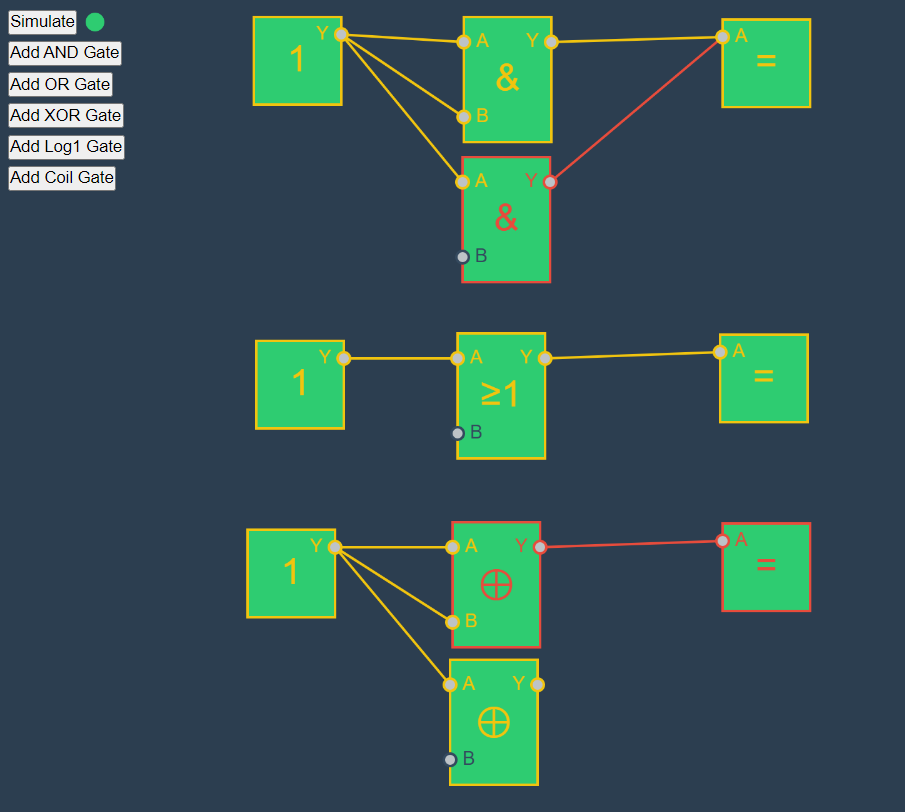 Simulate
Add AND Gate
Add OR Gate
Add XOR Gate
Add Log1 Gate
Add Coil Gate
Y
1
A Y
&
B
A
=
A Y
&
B
Y
1
A Y
≥1
B
A
=
Y
1
A Y
⊕
B
A
=
A Y
⊕
B